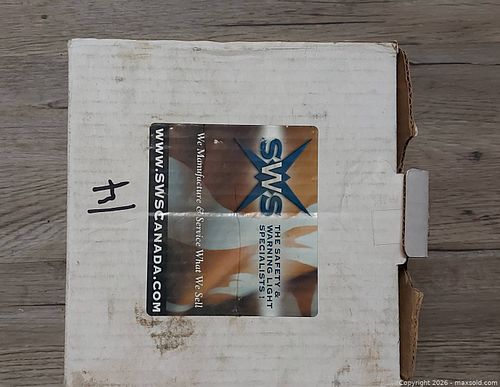 SWS
THE SAFETY &
WARNING LIGHT
SPECIALISTS !
We Manufacture & Service What We Sell
WWW.SWSCANADA.COM
14
Copyright 2026 - maxsold.com